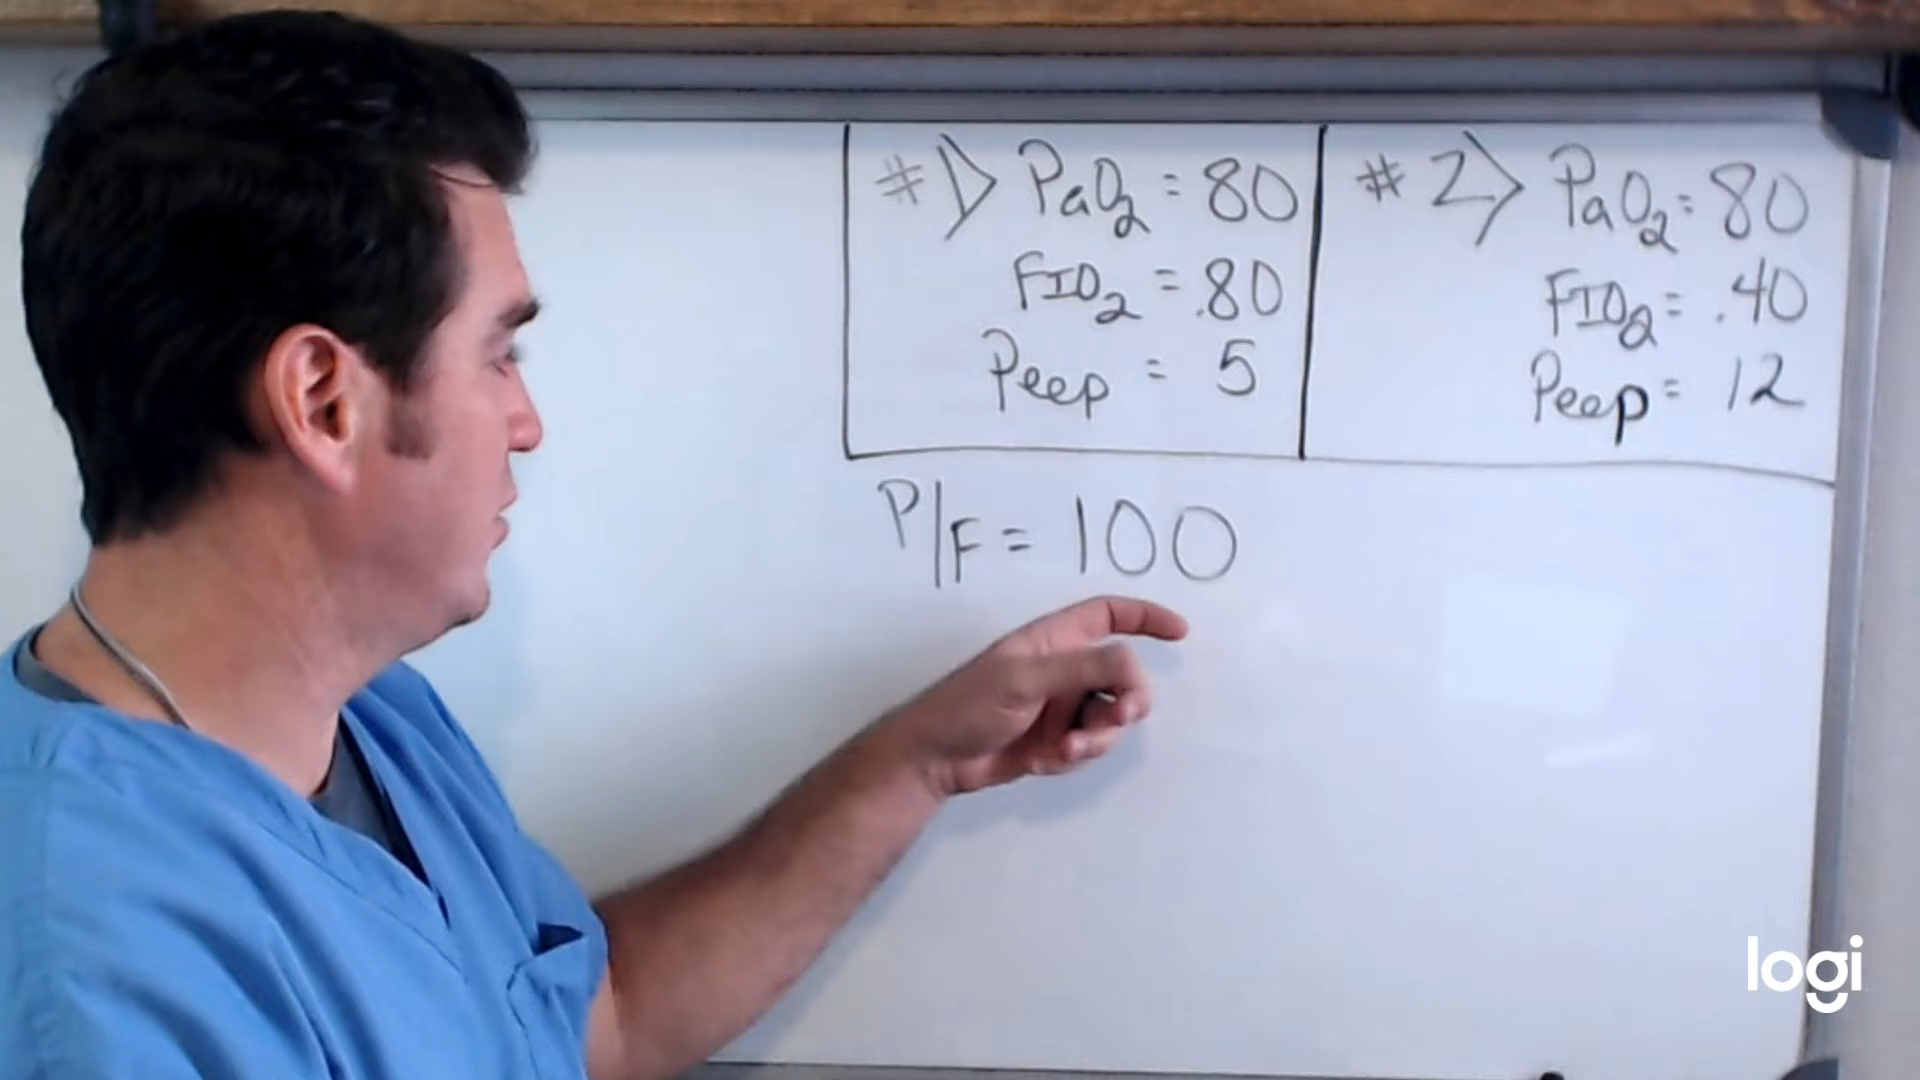 #1> PaO2 = 80
FIO2 = .80
Peep = 5
#2> PaO2 = 80
FIO2 = .40
Peep = 12
P/F = 100
logi